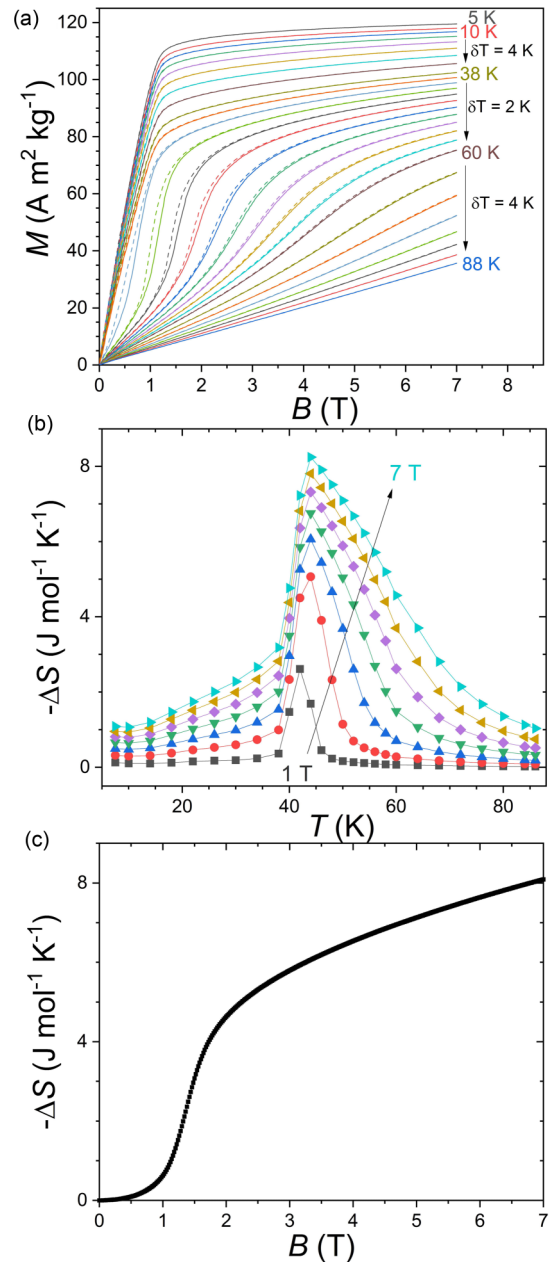 (a)
120
100
80
60
40
20
0
M (A m² kg⁻¹)
5 K
10 K
δT = 4 K
38 K
δT = 2 K
60 K
δT = 4 K
88 K
0 1 2 3 4 5 6 7 8
B (T)
(b)
8
4
0
-ΔS (J mol⁻¹ K⁻¹)
7 T
1 T
20 40 60 80
T (K)
(c)
8
4
0
-ΔS (J mol⁻¹ K⁻¹)
0 1 2 3 4 5 6 7
B (T)